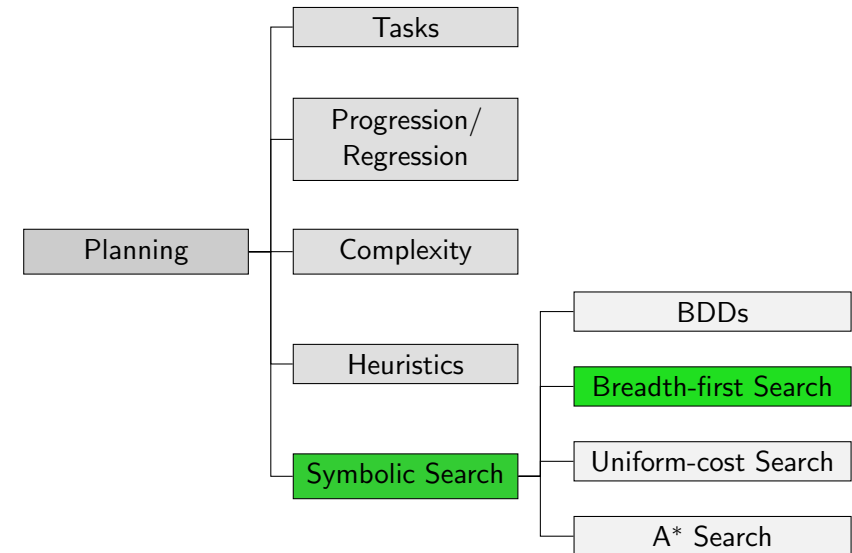 Tasks
Progression/
Regression
Planning
Complexity
BDDs
Heuristics
Breadth-first Search
Uniform-cost Search
Symbolic Search
A* Search